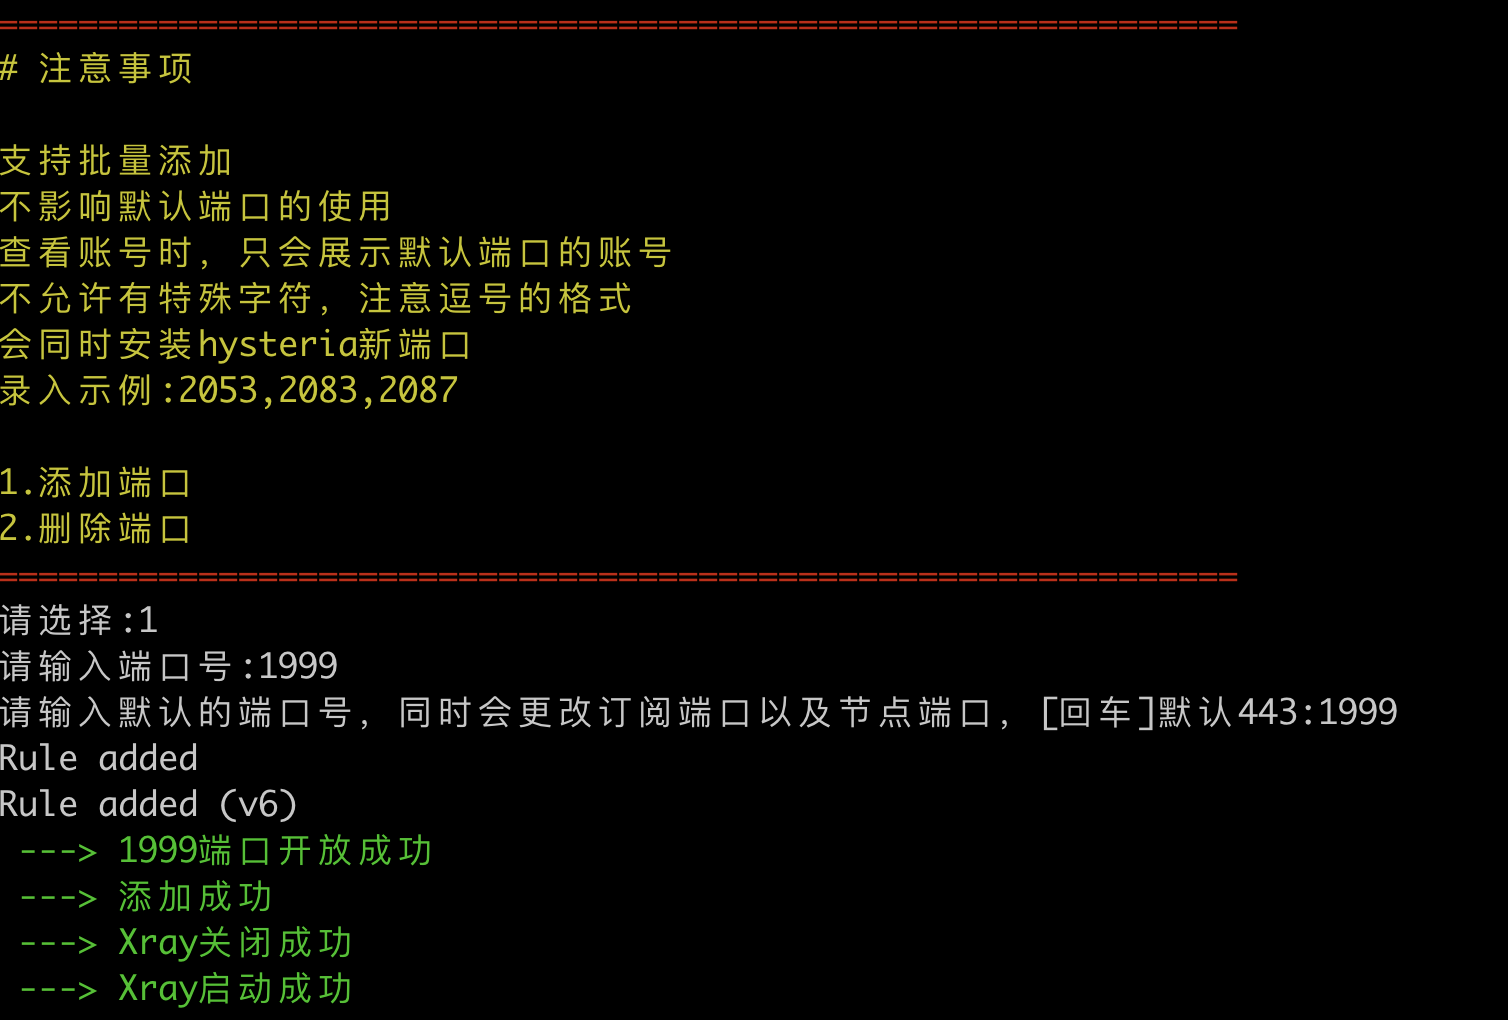 ==============================================================
# 注意事项
支持批量添加
不影响默认端口的使用
查看账号时，只会展示默认端口的账号
不允许有特殊字符，注意逗号的格式
会同时安装hysteria新端口
录入示例:2053,2083,2087
1.添加端口
2.删除端口
==============================================================
请选择:1
请输入端口号:1999
请输入默认的端口号，同时会更改订阅端口以及节点端口，[回车]默认443:1999
Rule added
Rule added (v6)
---> 1999端口开放成功
---> 添加成功
---> Xray关闭成功
---> Xray启动成功